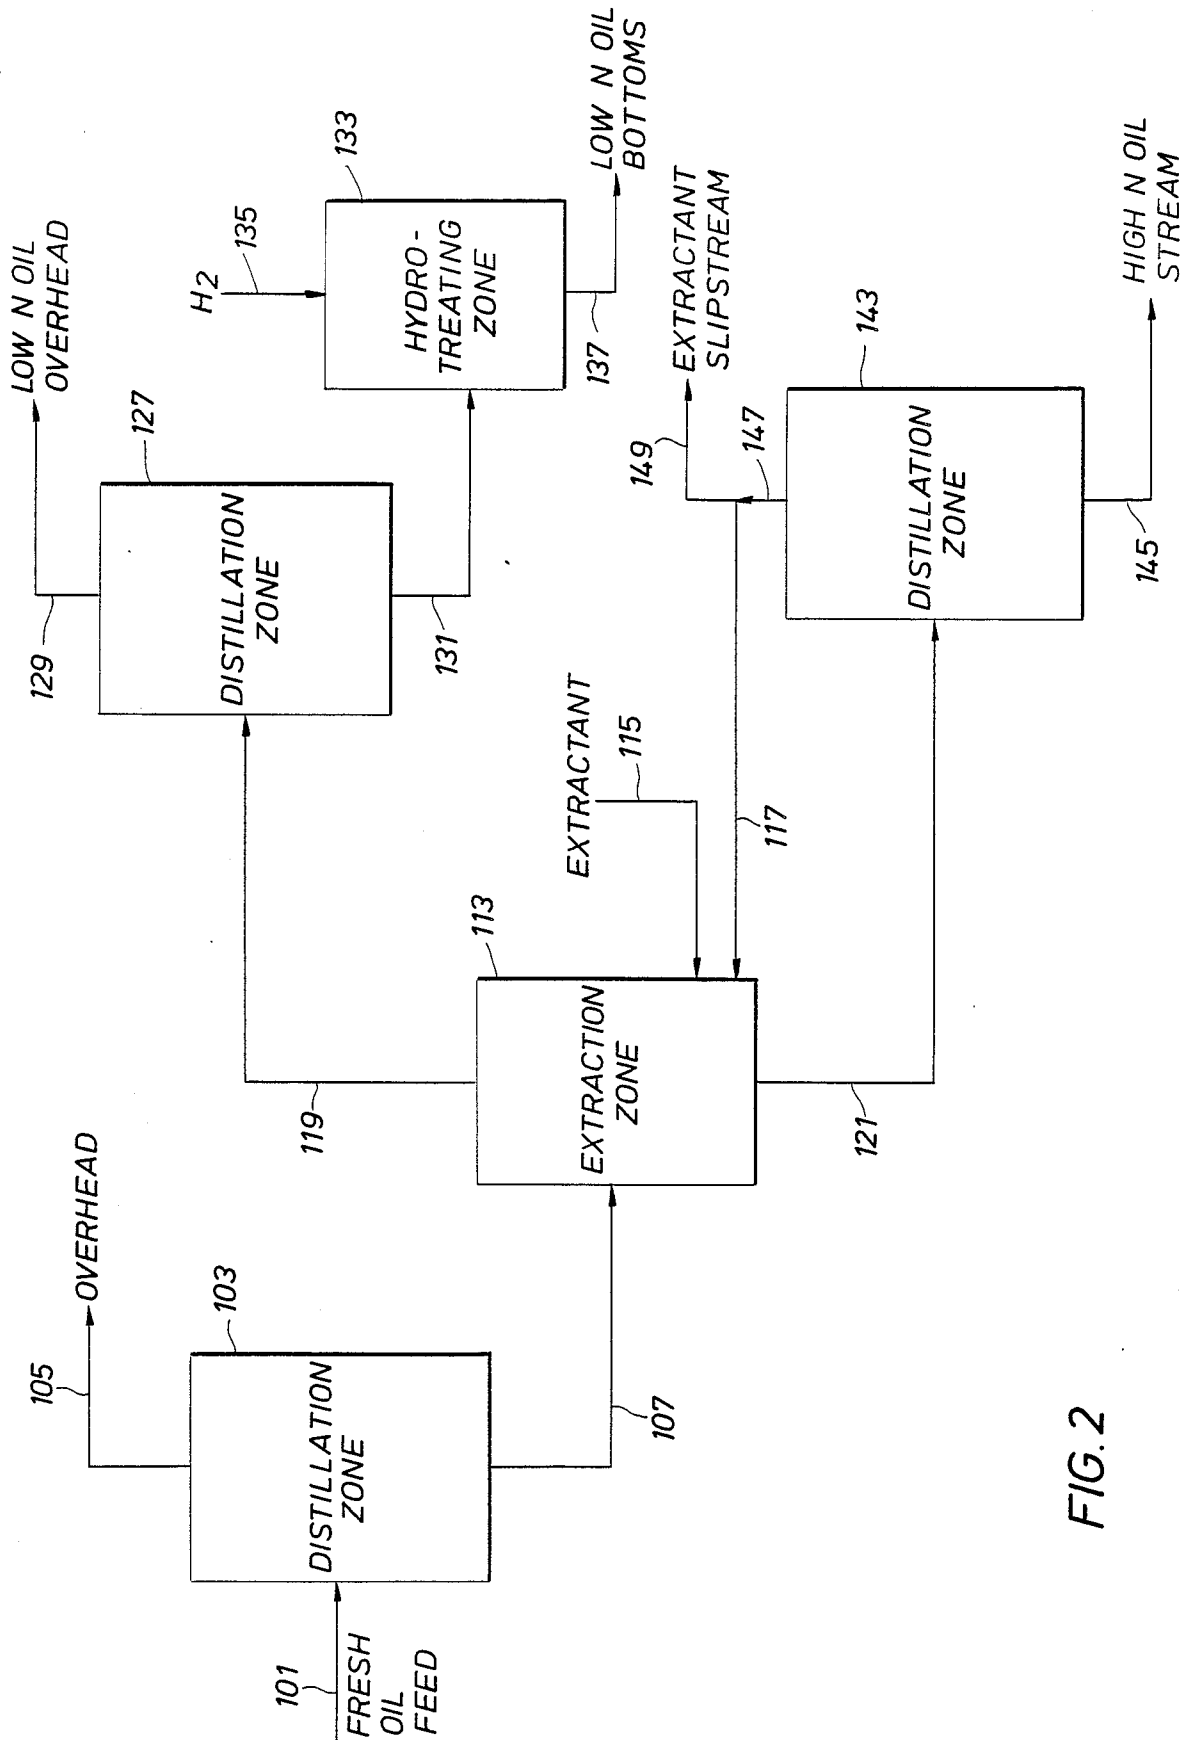 101
FRESH
OIL
FEED
105
OVERHEAD
103
DISTILLATION
ZONE
107
119
113
EXTRACTION
ZONE
121
EXTRACTANT
115
117
129
LOW N OIL
OVERHEAD
127
DISTILLATION
ZONE
131
H2
135
133
HYDRO-
TREATING
ZONE
137
LOW N OIL
BOTTOMS
149
EXTRACTANT
SLIPSTREAM
147
143
DISTILLATION
ZONE
145
HIGH N OIL
STREAM
FIG. 2